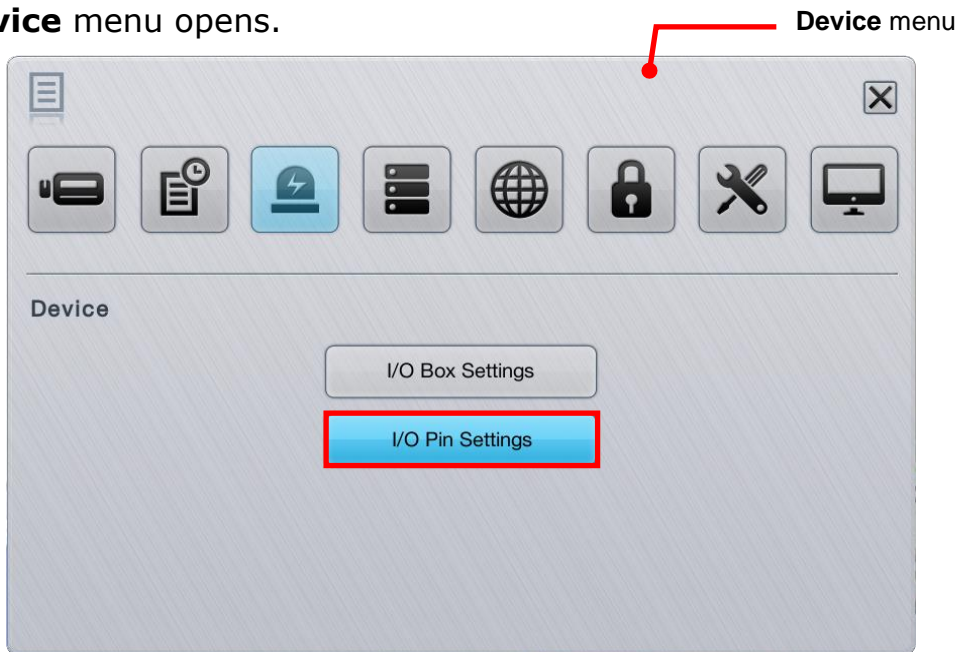 vice menu opens.
Device menu
Device
I/O Box Settings
I/O Pin Settings